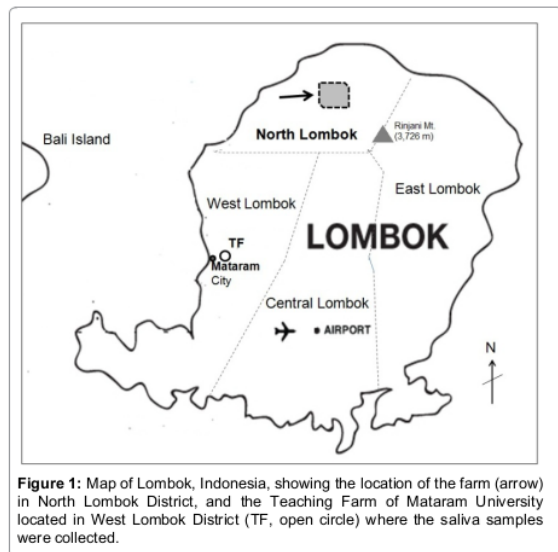 Bali Island
North Lombok
Rinjani Mt.
(3,726 m)
East Lombok
West Lombok
LOMBOK
TF
Mataram
City
Central Lombok
AIRPORT
N
Figure 1: Map of Lombok, Indonesia, showing the location of the farm (arrow)
in North Lombok District, and the Teaching Farm of Mataram University
located in West Lombok District (TF, open circle) where the saliva samples
were collected.